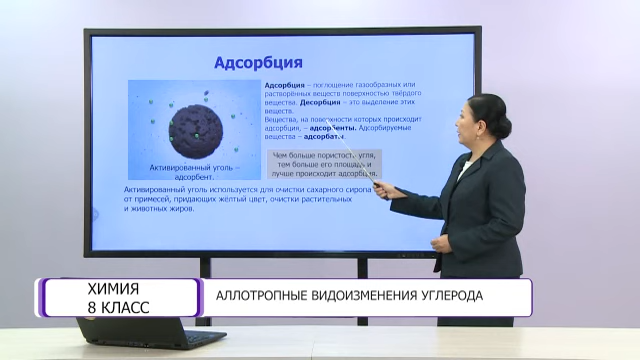 Адсорбция
Адсорбция – поглощение газообразных или
растворённых веществ поверхностью твёрдого
вещества. Десорбция – это выделение этих
веществ.
Вещества, на поверхности которых происходит
адсорбция, – адсорбенты. Адсорбируемые
вещества – адсорбаты.
Активированный уголь –
адсорбент.
Чем больше пористость угля,
тем больше его площадь и
лучше происходит адсорбция.
Активированный уголь используется для очистки сахарного сиропа
от примесей, придающих жёлтый цвет, очистки растительных
и животных жиров.
ХИМИЯ
8 КЛАСС
АЛЛОТРОПНЫЕ ВИДОИЗМЕНЕНИЯ УГЛЕРОДА